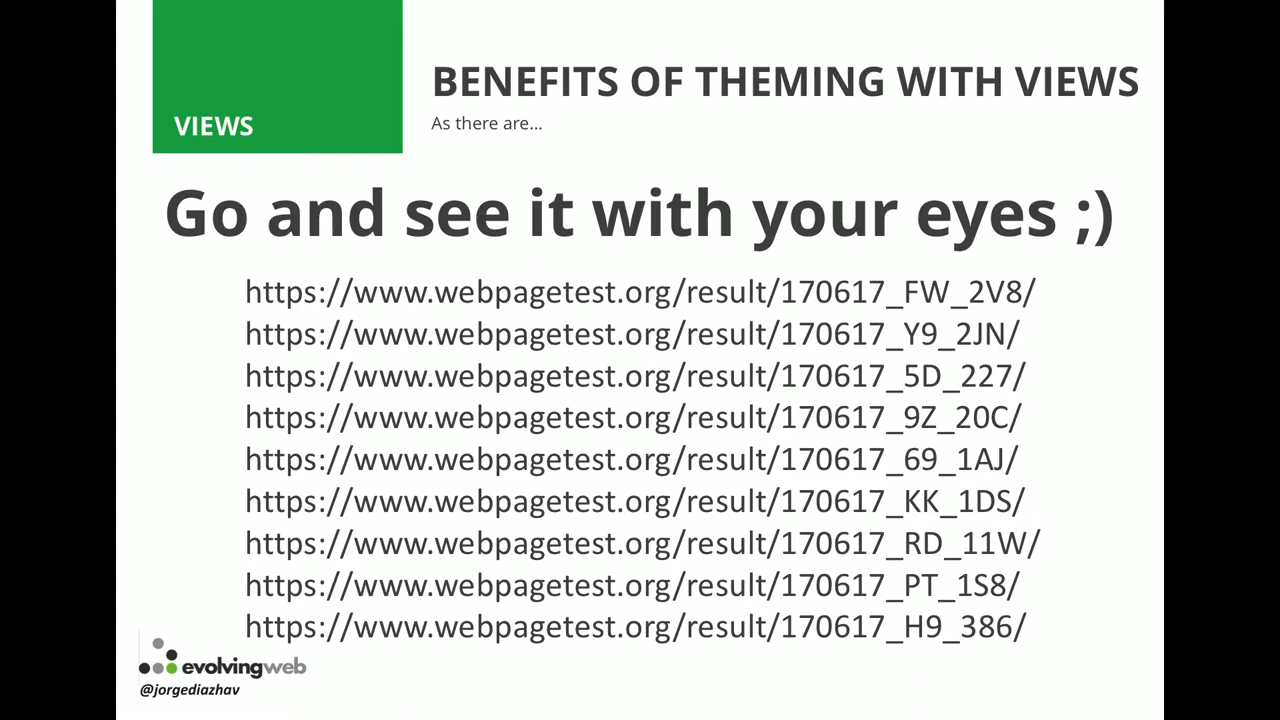 VIEWS
BENEFITS OF THEMING WITH VIEWS
As there are...
Go and see it with your eyes ;)
https://www.webpagetest.org/result/170617_FW_2V8/
https://www.webpagetest.org/result/170617_Y9_2JN/
https://www.webpagetest.org/result/170617_5D_227/
https://www.webpagetest.org/result/170617_9Z_20C/
https://www.webpagetest.org/result/170617_69_1AJ/
https://www.webpagetest.org/result/170617_KK_1DS/
https://www.webpagetest.org/result/170617_RD_11W/
https://www.webpagetest.org/result/170617_PT_1S8/
https://www.webpagetest.org/result/170617_H9_386/
evolvingweb
@jorgediazhav